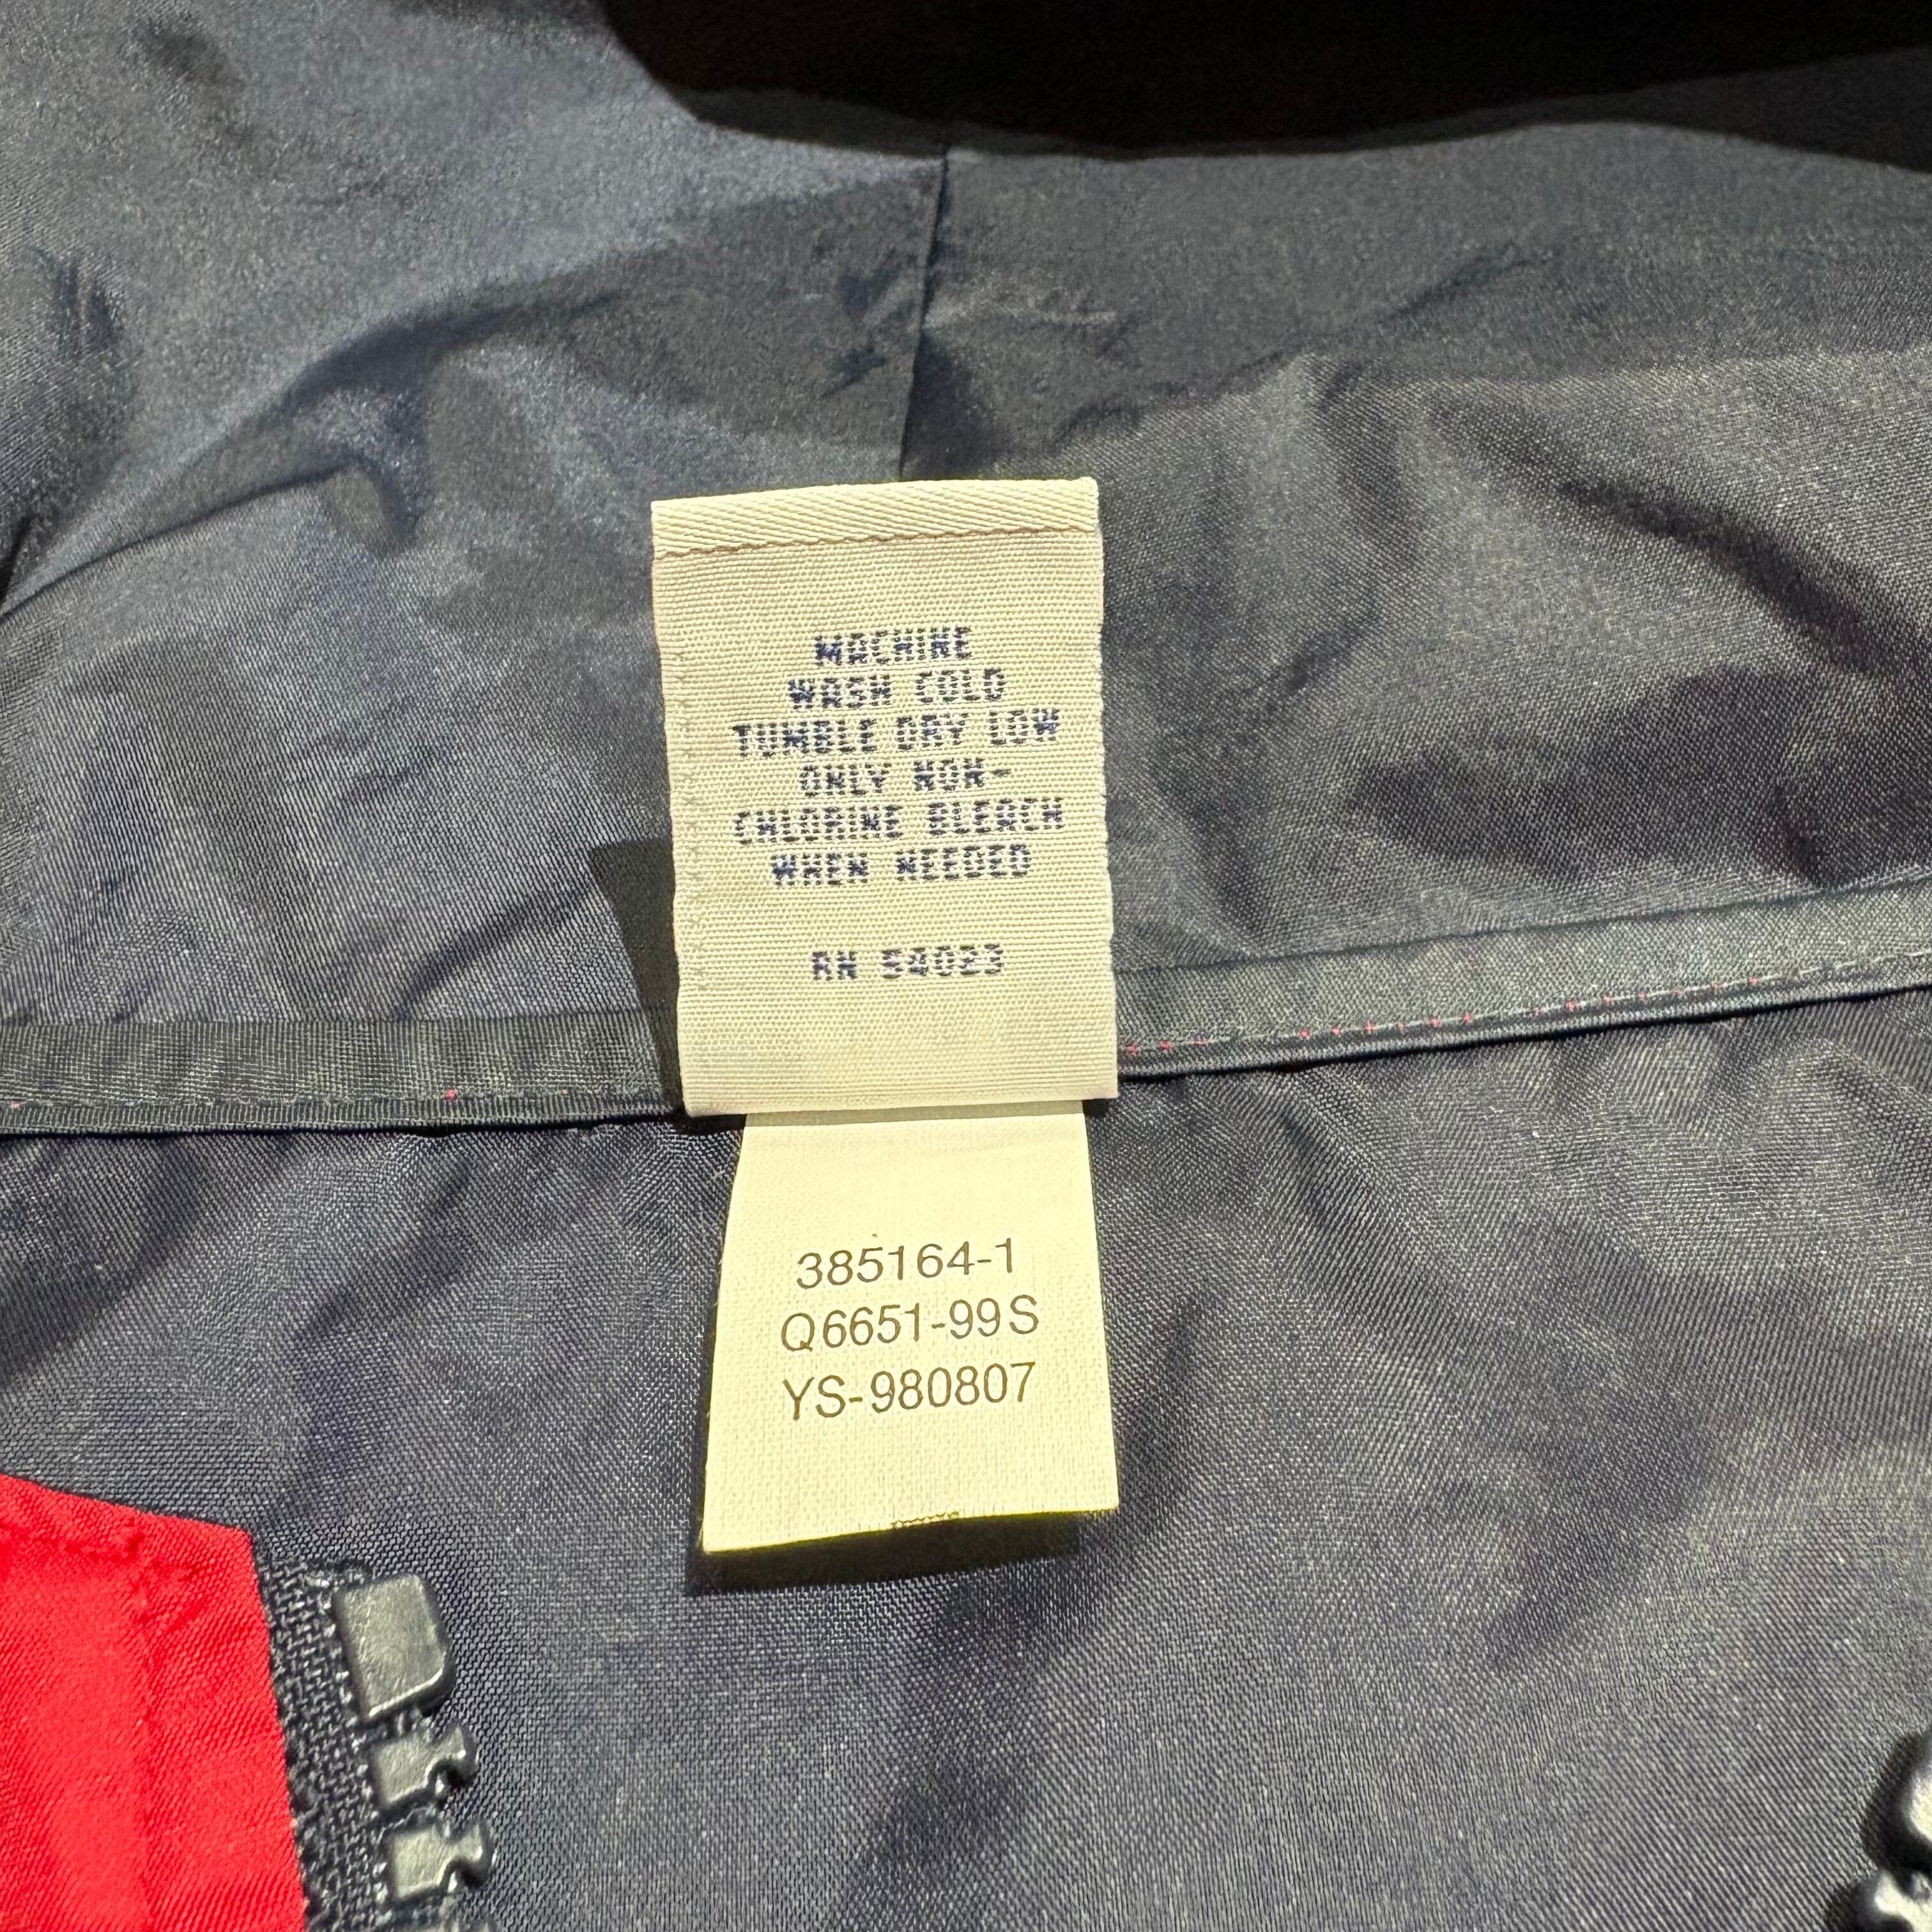 MACHINE
WASH COLD
TUMBLE DRY LOW
ONLY NON-
CHLORINE BLEACH
WHEN NEEDED
RN 54023
385164-1
Q6651-99S
YS-980807